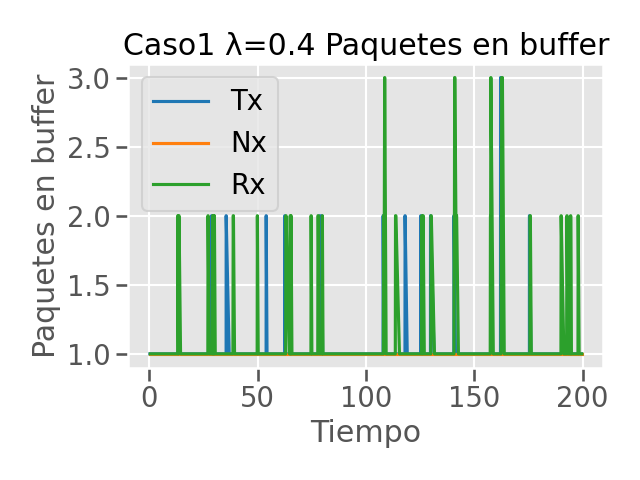 Caso1 λ=0.4 Paquetes en buffer
Paquetes en buffer
3.0
2.5
2.0
1.5
1.0
Tx
Nx
Rx
0 50 100 150 200
Tiempo